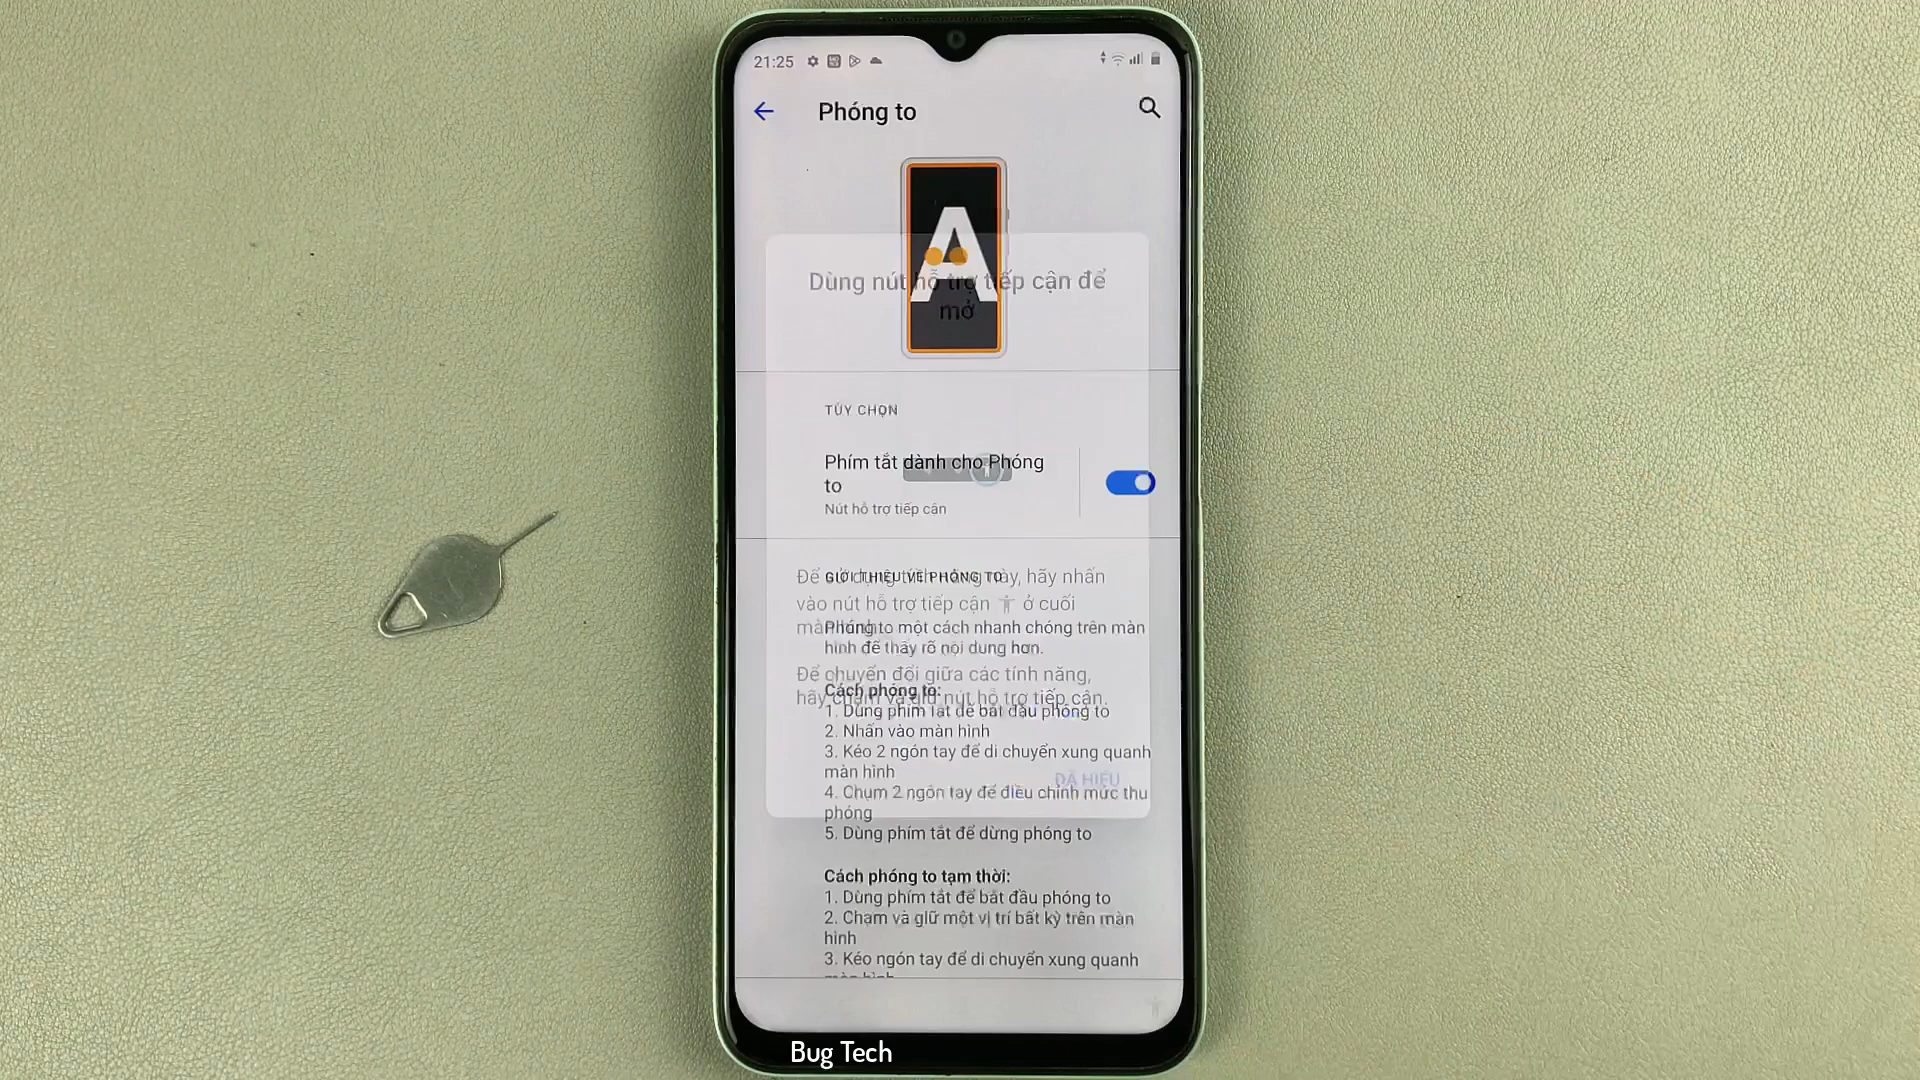 21:25
Phóng to
A
Dùng nút hỗ trợ tiếp cận để
mở
TÙY CHỌN
Phím tắt dành cho Phóng
to
Nút hỗ trợ tiếp cận
GIỚI THIỆU VỀ PHÓNG TO
Để sử dụng tính năng này, hãy nhấn
vào nút hỗ trợ tiếp cận ở cuối
màn hình.
Phóng to một cách nhanh chóng trên màn
hình để thấy rõ nội dung hơn.
Để chuyển đổi giữa các tính năng,
hãy chạm và giữ nút hỗ trợ tiếp cận.
Cách phóng to:
1. Dùng phím tắt để bắt đầu phóng to
2. Nhấn vào màn hình
3. Kéo 2 ngón tay để di chuyển xung quanh
màn hình
ĐÃ HIỂU
4. Chụm 2 ngón tay để điều chỉnh mức thu
phóng
5. Dùng phím tắt để dừng phóng to
Cách phóng to tạm thời:
1. Dùng phím tắt để bắt đầu phóng to
2. Chạm và giữ một vị trí bất kỳ trên màn
hình
3. Kéo ngón tay để di chuyển xung quanh
màn hình
Bug Tech